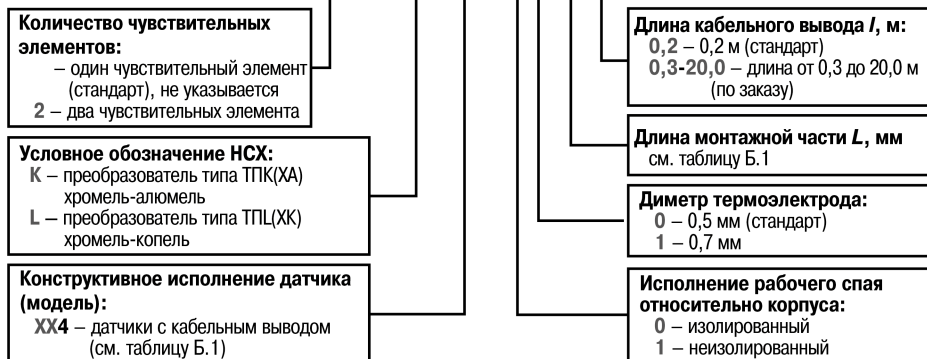 Количество чувствительных
элементов:
– один чувствительный элемент
(стандарт), не указывается
2 – два чувствительных элемента
Условное обозначение НСХ:
K – преобразователь типа ТПК(ХА)
хромель-алюмель
L – преобразователь типа ТПL(ХК)
хромель-копель
Конструктивное исполнение датчика
(модель):
ХХ4 – датчики с кабельным выводом
(см. таблицу Б.1)
Длина кабельного вывода l, м:
0,2 – 0,2 м (стандарт)
0,3-20,0 – длина от 0,3 до 20,0 м
(по заказу)
Длина монтажной части L, мм
см. таблицу Б.1
Диметр термоэлектрода:
0 – 0,5 мм (стандарт)
1 – 0,7 мм
Исполнение рабочего спая
относительно корпуса:
0 – изолированный
1 – неизолированный